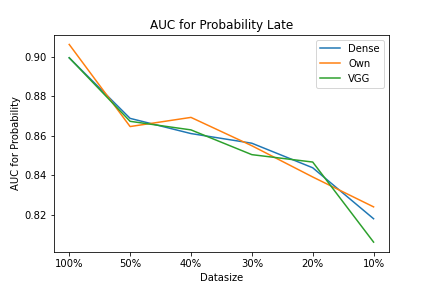 AUC for Probability Late
Dense
Own
VGG
AUC for Probability
0.90
0.88
0.86
0.84
0.82
100% 50% 40% 30% 20% 10%
Datasize